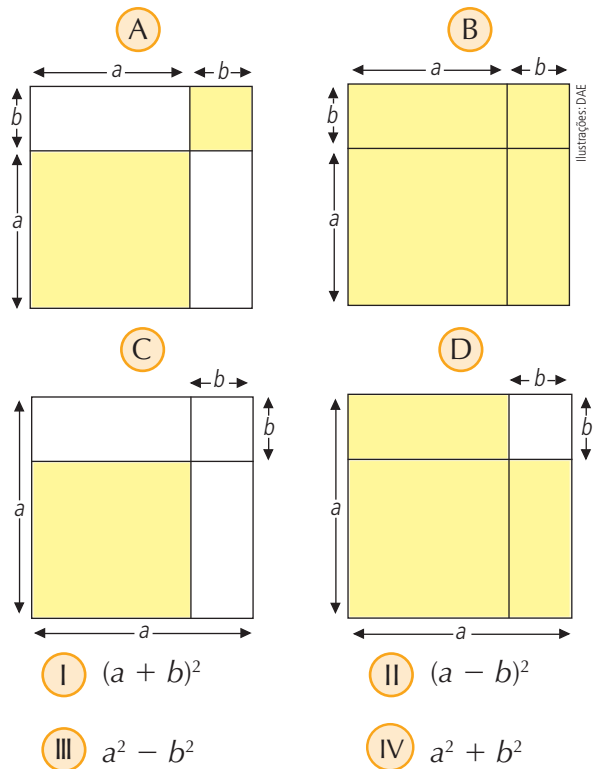 A
B
a b
a b
b
b
a
a
Ilustrações: DAE
C
D
b
b
b
b
a
a
a
a
I (a + b)²
II (a − b)²
III a² − b²
IV a² + b²